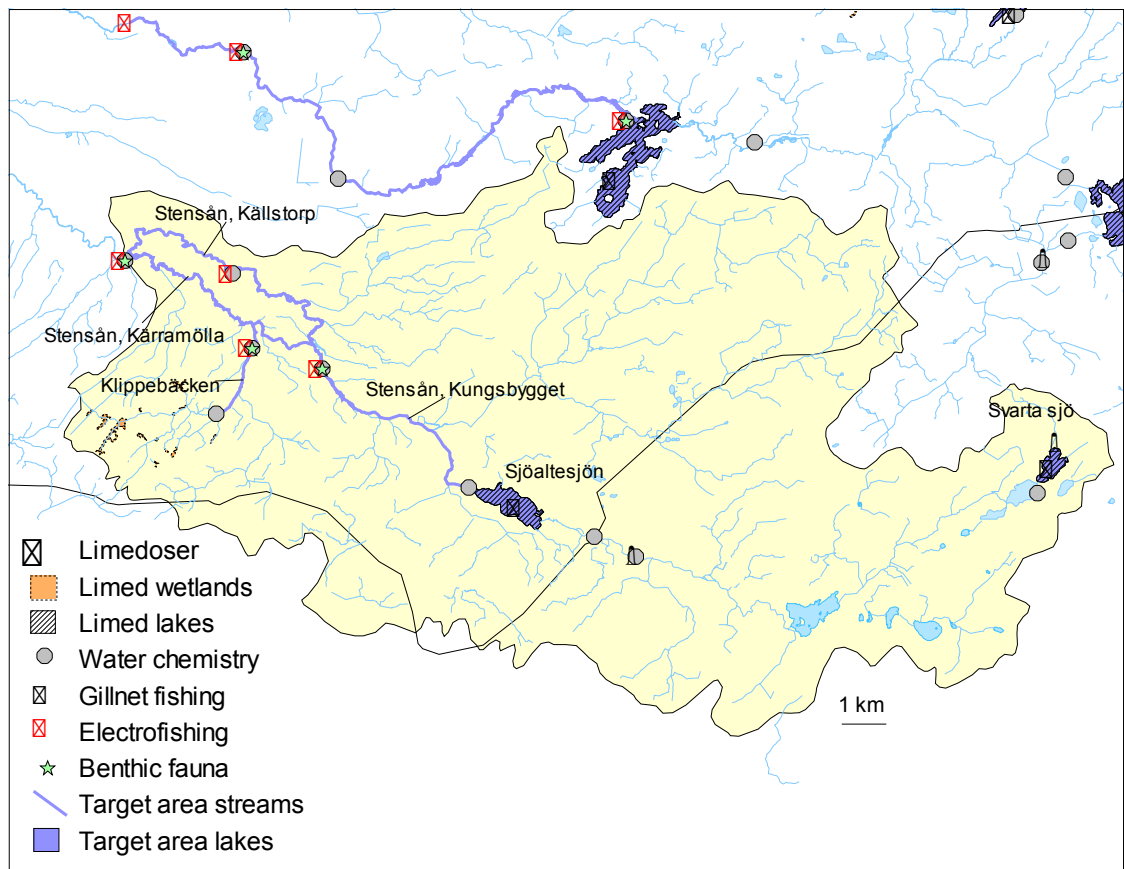 Stensån, Källstorp
Stensån, Kärramölla
Klippebäcken
Stensån, Kungsbygget
Svarta sjö
Sjöaltesjön
Limedoser
Limed wetlands
Limed lakes
Water chemistry
Gillnet fishing
Electrofishing
Benthic fauna
Target area streams
Target area lakes
1 km